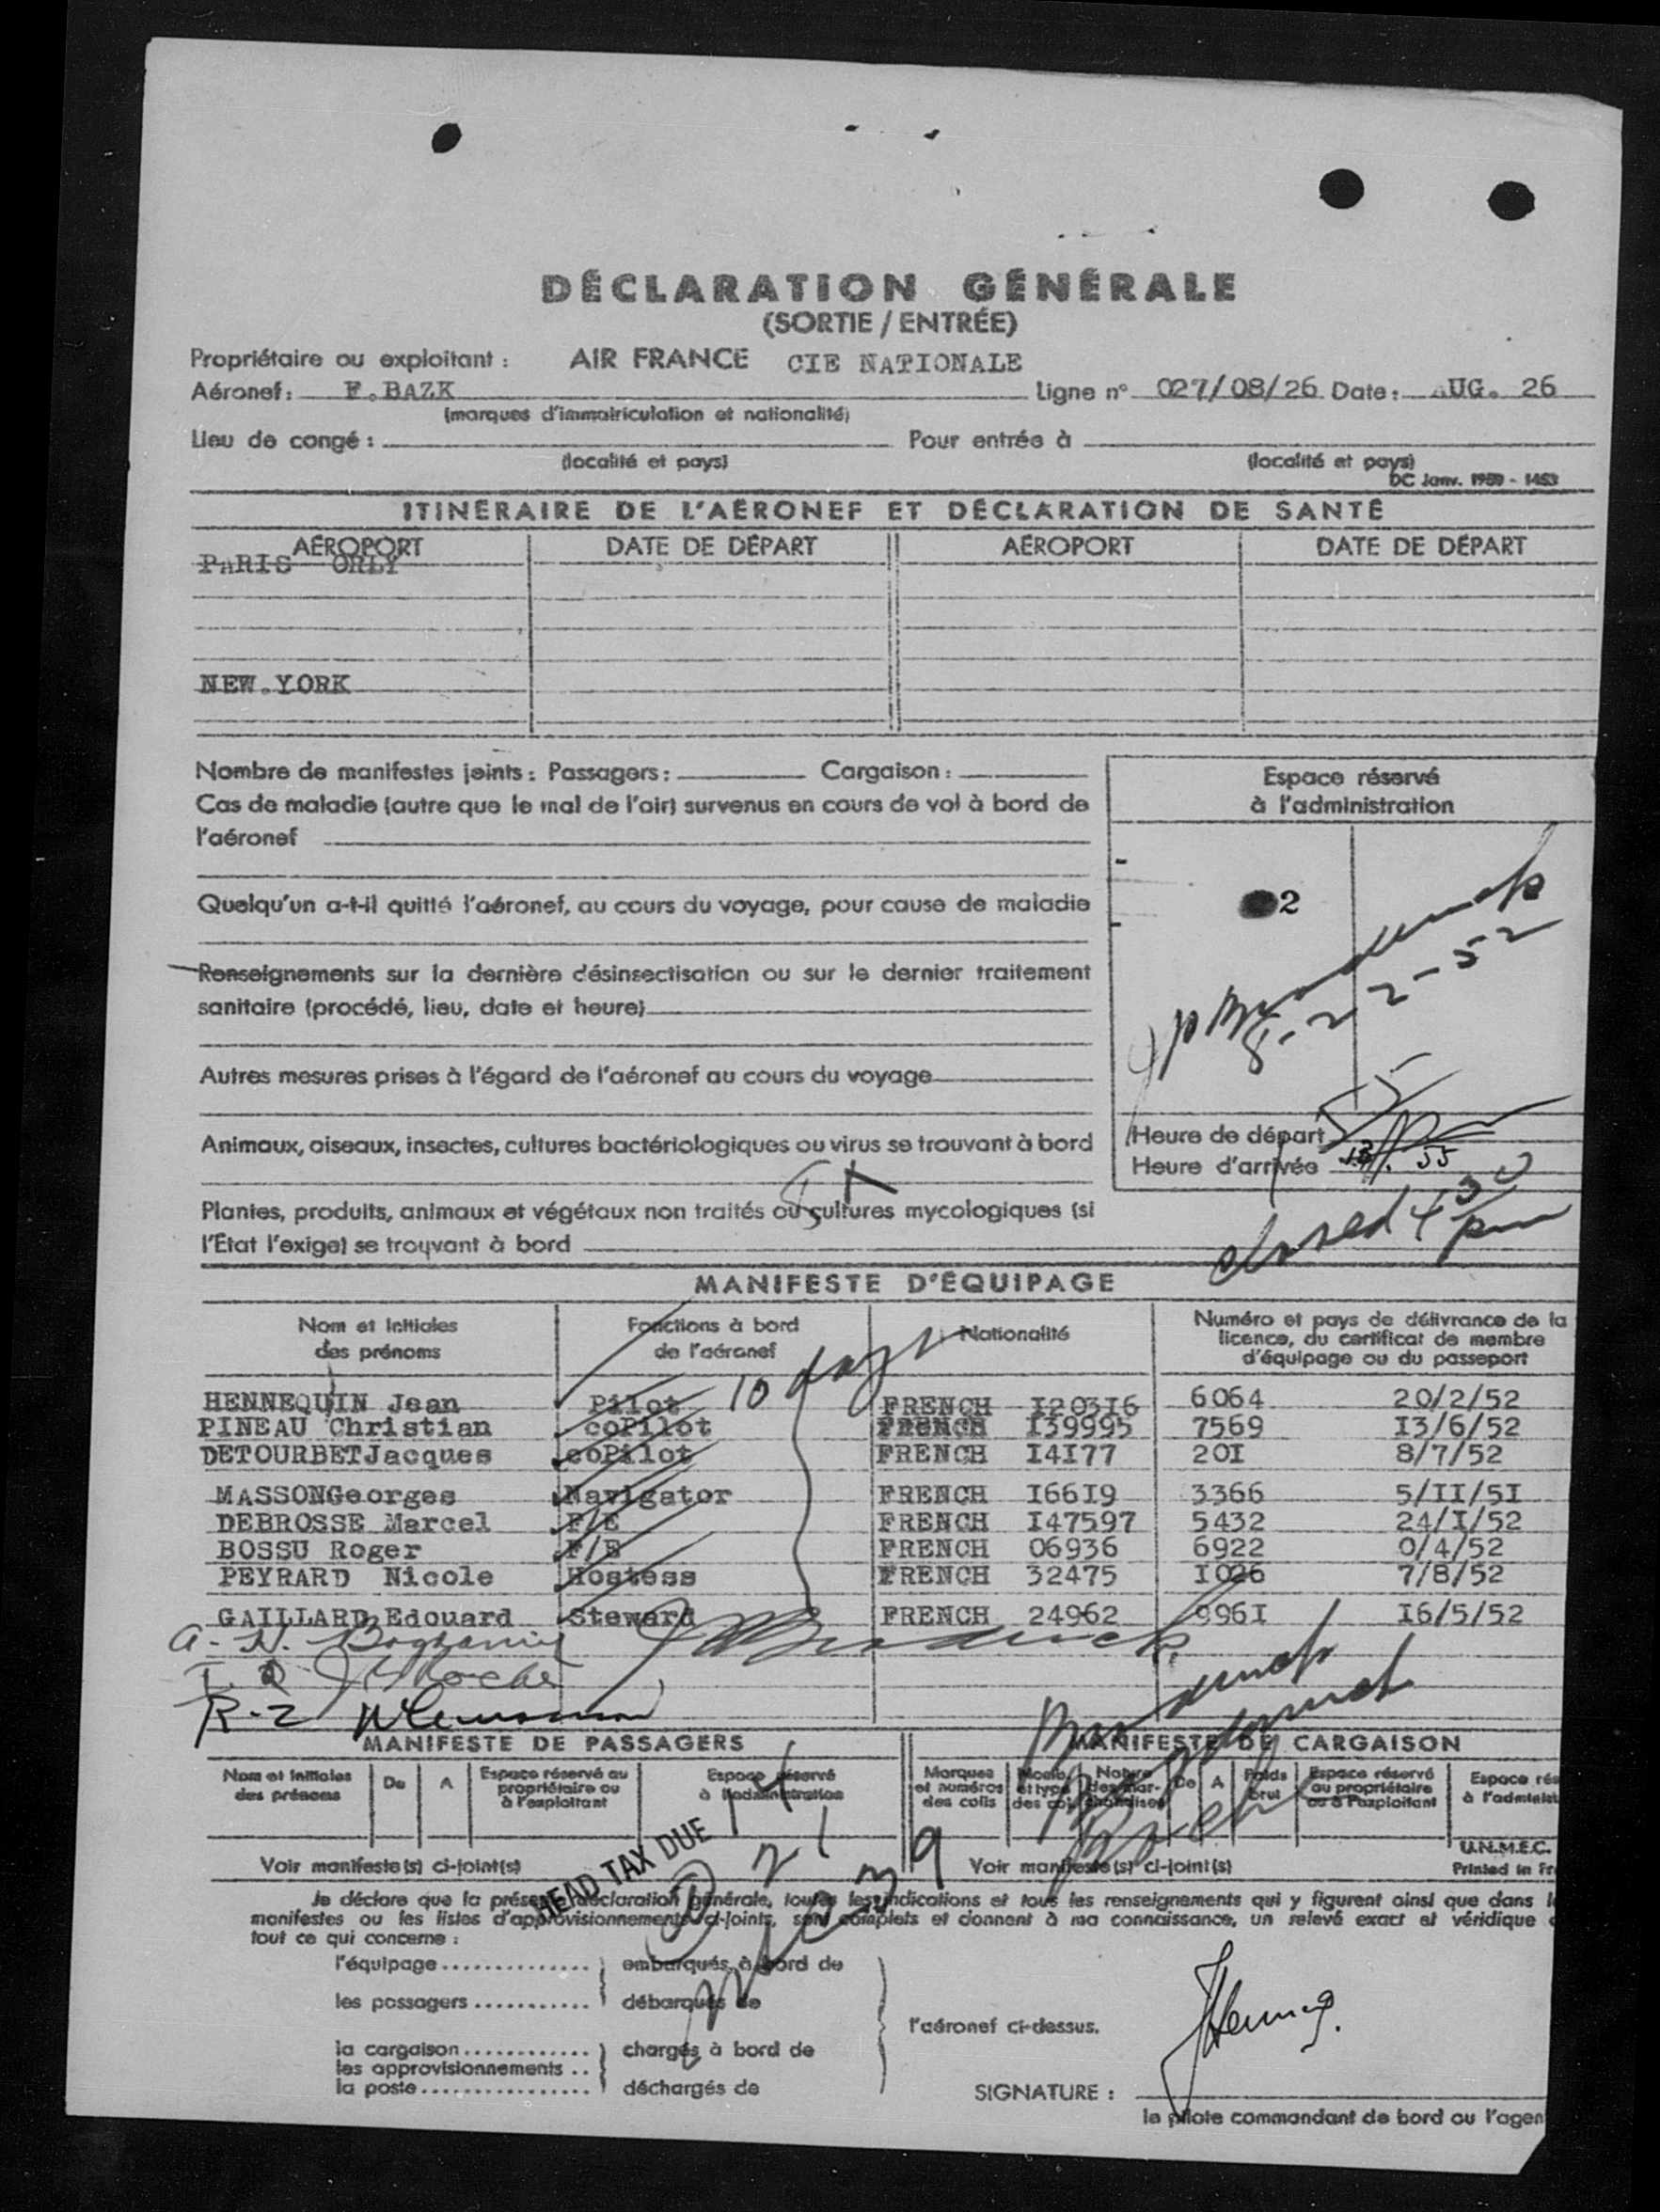 DÉCLARATION GÉNÉRALE
(SORTIE / ENTRÉE)
Propriétaire ou exploitant : AIR FRANCE CIE NATIONALE
Aéronef : F.BAZK Ligne n° 027/08/26 Date : AUG. 26
(marques d'immatriculation et nationalité)
Lieu de congé : Pour entrée à
(localité et pays) (localité et pays)
DC Janv. 1950 - 1453
ITINÉRAIRE DE L'AÉRONEF ET DÉCLARATION DE SANTÉ
AÉROPORT DATE DE DÉPART AÉROPORT DATE DE DÉPART
PARIS ORLY
NEW.YORK
Nombre de manifestes joints : Passagers : Cargaison :
Cas de maladie (autre que le mal de l'air) survenus en cours de vol à bord de
l'aéronef
Espace réservé
à l'administration
2
Quelqu'un a-t-il quitté l'aéronef, au cours du voyage, pour cause de maladie
Renseignements sur la dernière désinsectisation ou sur le dernier traitement
sanitaire (procédé, lieu, date et heure)
8-22-52
Autres mesures prises à l'égard de l'aéronef au cours du voyage
Animaux, oiseaux, insectes, cultures bactériologiques ou virus se trouvant à bord
Heure de départ
Heure d'arrivée
55
closed 4 30 pm
Plantes, produits, animaux et végétaux non traités ou cultures mycologiques (si
l'Etat l'exige) se trouvant à bord
MANIFESTE D'ÉQUIPAGE
Nom et Initiales des prénoms
Fonctions à bord de l'aéronef
Nationalité
Numéro et pays de délivrance de la licence, du certificat de membre d'équipage ou du passeport
10 days
HENNEQUIN Jean Pilot FRENCH I20316 6064 20/2/52
PINEAU Christian coPilot FRENCH I39995 7569 I3/6/52
DETOURBETJacques coPilot FRENCH I4I77 20I 8/7/52
MASSONGeorges Navigator FRENCH I66I9 3366 5/II/5I
DEBROSSE Marcel F/E FRENCH I47597 5432 24/I/52
BOSSU Roger F/E FRENCH 06936 6922 0/4/52
PEYRARD Nicole Hostess FRENCH 32475 I026 7/8/52
GAILLARD Edouard Steward FRENCH 24962 996I I6/5/52
R-2
MANIFESTE DE PASSAGERS MANIFESTE DE CARGAISON
Nom et Initiales des prénoms
De
A
Espace réservé au propriétaire ou à l'exploitant
Espace réservé à l'administration
Marques et numéros des colis
De
A
Poids brut
Espace réservé au propriétaire ou à l'exploitant
Espace rés
à l'administ
HEAD TAX DUE
U.N.M.E.C.
Voir manifeste(s) ci-joint(s) Voir manifeste(s) ci-joint(s) Printed in Fr
Je déclare que la présente déclaration générale, toutes les indications et tous les renseignements qui y figurent ainsi que dans l
manifestes ou les listes d'approvisionnements ci-joints, sont complets et donnent à ma connaissance, un relevé exact et véridique
tout ce qui concerne :
l'équipage .............. embarqués à bord de
les passagers ........... débarqués de
l'aéronef ci-dessus.
la cargaison ............ chargés à bord de
les approvisionnements ..
la poste ................ déchargés de
SIGNATURE :
le pilote commandant de bord ou l'agen